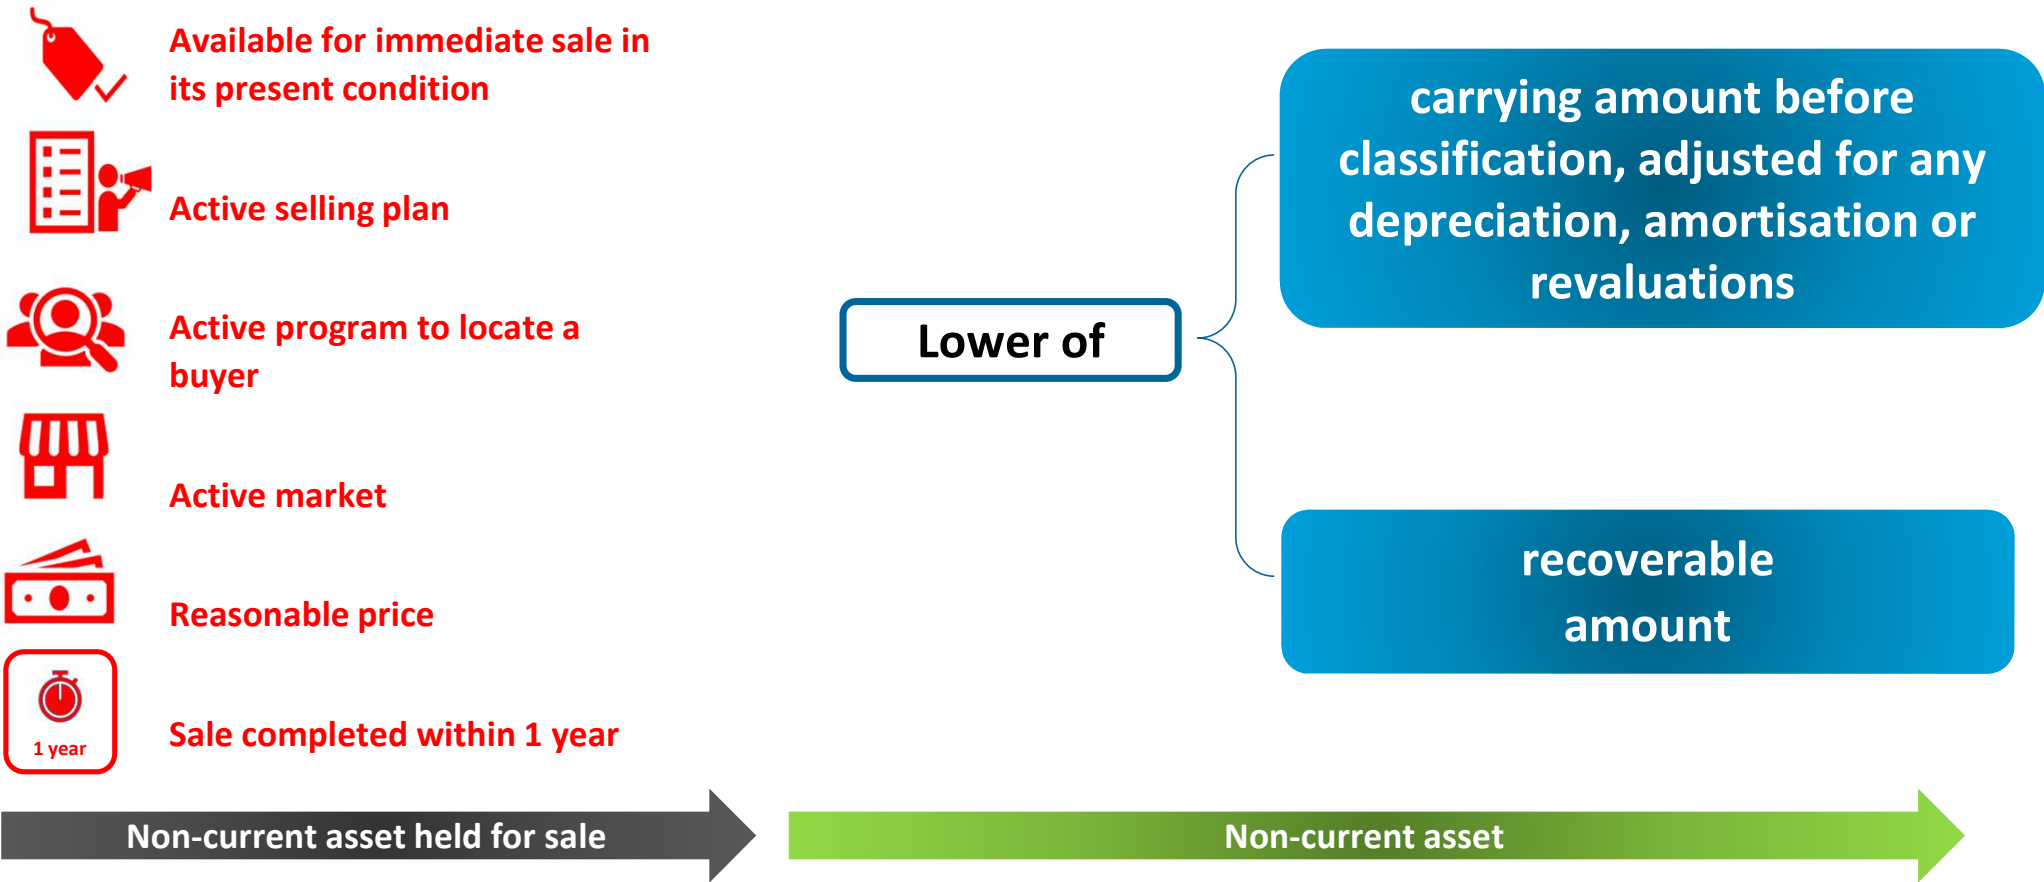 Available for immediate sale in
its present condition
Active selling plan
Active program to locate a
buyer
Active market
Reasonable price
1 year
Sale completed within 1 year
Non-current asset held for sale
Lower of
carrying amount before
classification, adjusted for any
depreciation, amortisation or
revaluations
recoverable
amount
Non-current asset